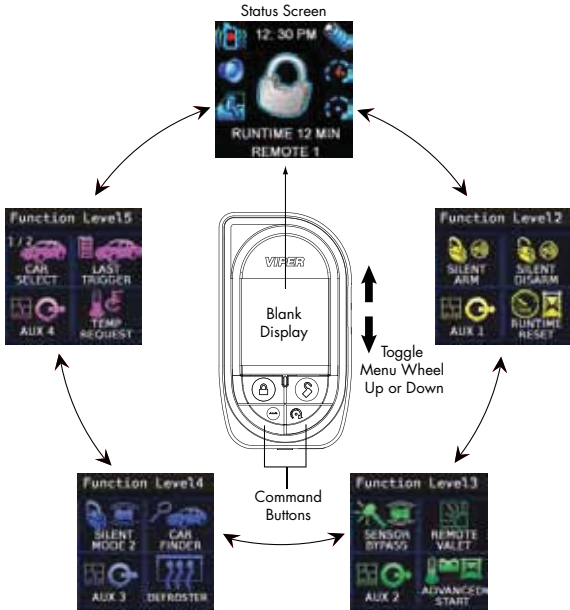 Status Screen
12: 30 PM
RUNTIME 12 MIN
REMOTE 1
Function Level5
1/2
CAR
SELECT
LAST
TRIGGER
AUX 4
TEMP
REQUEST
VIPER
Blank
Display
Function Level2
SILENT
ARM
SILENT
DISARM
AUX 1
RUNTIME
RESET
Toggle
Menu Wheel
Up or Down
Command
Buttons
Function Level4
SILENT
MODE 2
CAR
FINDER
AUX 3
DEFROSTER
Function Level3
SENSOR
BYPASS
REMOTE
VALET
AUX 2
ADVANCED
START